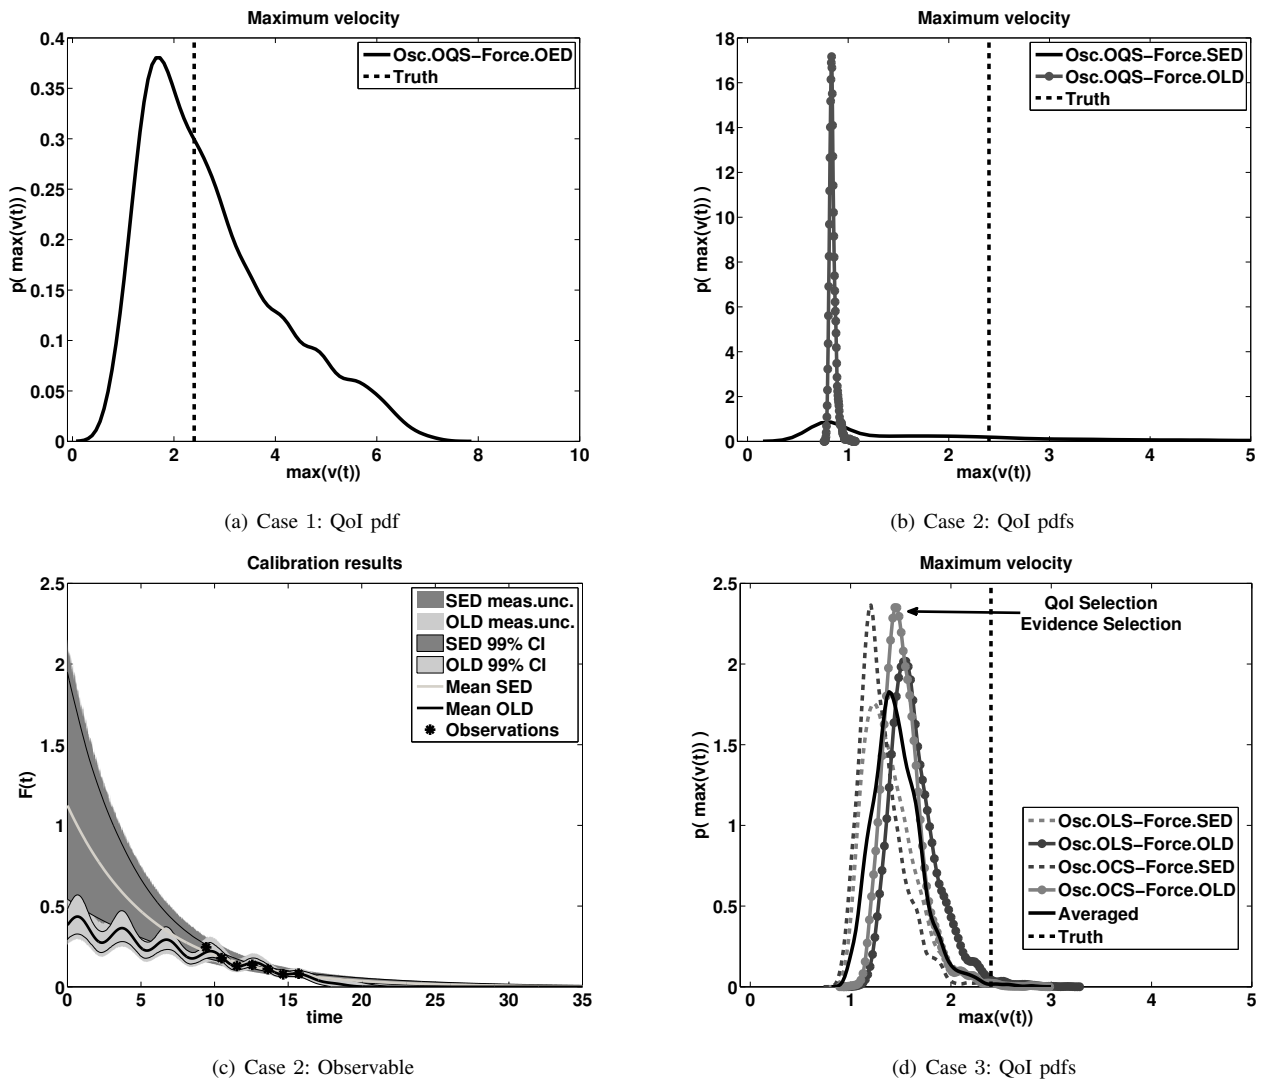 Maximum velocity
0.4
0.35
0.3
0.25
0.2
0.15
0.1
0.05
0
p( max(v(t)) )
Osc.OQS−Force.OED
Truth
0 2 4 6 8 10
max(v(t))
(a) Case 1: QoI pdf
Maximum velocity
18
16
14
12
10
8
6
4
2
0
p( max(v(t)) )
Osc.OQS−Force.SED
Osc.OQS−Force.OLD
Truth
0 1 2 3 4 5
max(v(t))
(b) Case 2: QoI pdfs
Calibration results
2.5
2
1.5
1
0.5
0
F(t)
SED meas.unc.
OLD meas.unc.
SED 99% CI
OLD 99% CI
Mean SED
Mean OLD
Observations
0 5 10 15 20 25 30 35
time
(c) Case 2: Observable
Maximum velocity
2.5
2
1.5
1
0.5
0
p( max(v(t)) )
QoI Selection
Evidence Selection
Osc.OLS−Force.SED
Osc.OLS−Force.OLD
Osc.OCS−Force.SED
Osc.OCS−Force.OLD
Averaged
Truth
0 1 2 3 4 5
max(v(t))
(d) Case 3: QoI pdfs